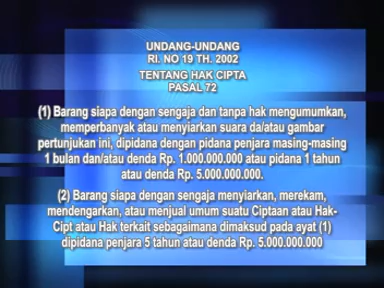 UNDANG-UNDANG
RI. NO 19 TH. 2002
TENTANG HAK CIPTA
PASAL 72
(1) Barang siapa dengan sengaja dan tanpa hak mengumumkan,
memperbanyak atau menyiarkan suara da/atau gambar
pertunjukan ini, dipidana dengan pidana penjara masing-masing
1 bulan dan/atau denda Rp. 1.000.000.000 atau pidana 1 tahun
atau denda Rp. 5.000.000.000.
(2) Barang siapa dengan sengaja menyiarkan, merekam,
mendengarkan, atau menjual umum suatu Ciptaan atau Hak-
Cipt atau Hak terkait sebagaimana dimaksud pada ayat (1)
dipidana penjara 5 tahun atau denda Rp. 5.000.000.000